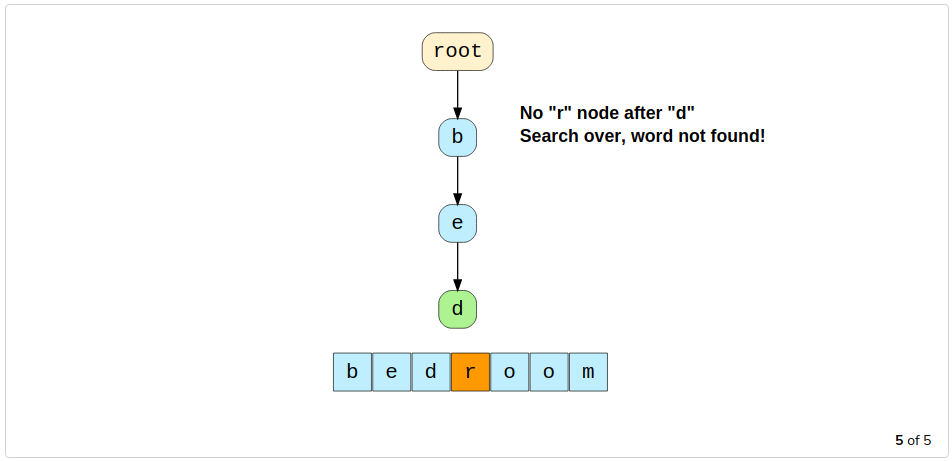 root
No "r" node after "d"
b
Search over, word not found!
e
d
b e d r o o m
5 of 5